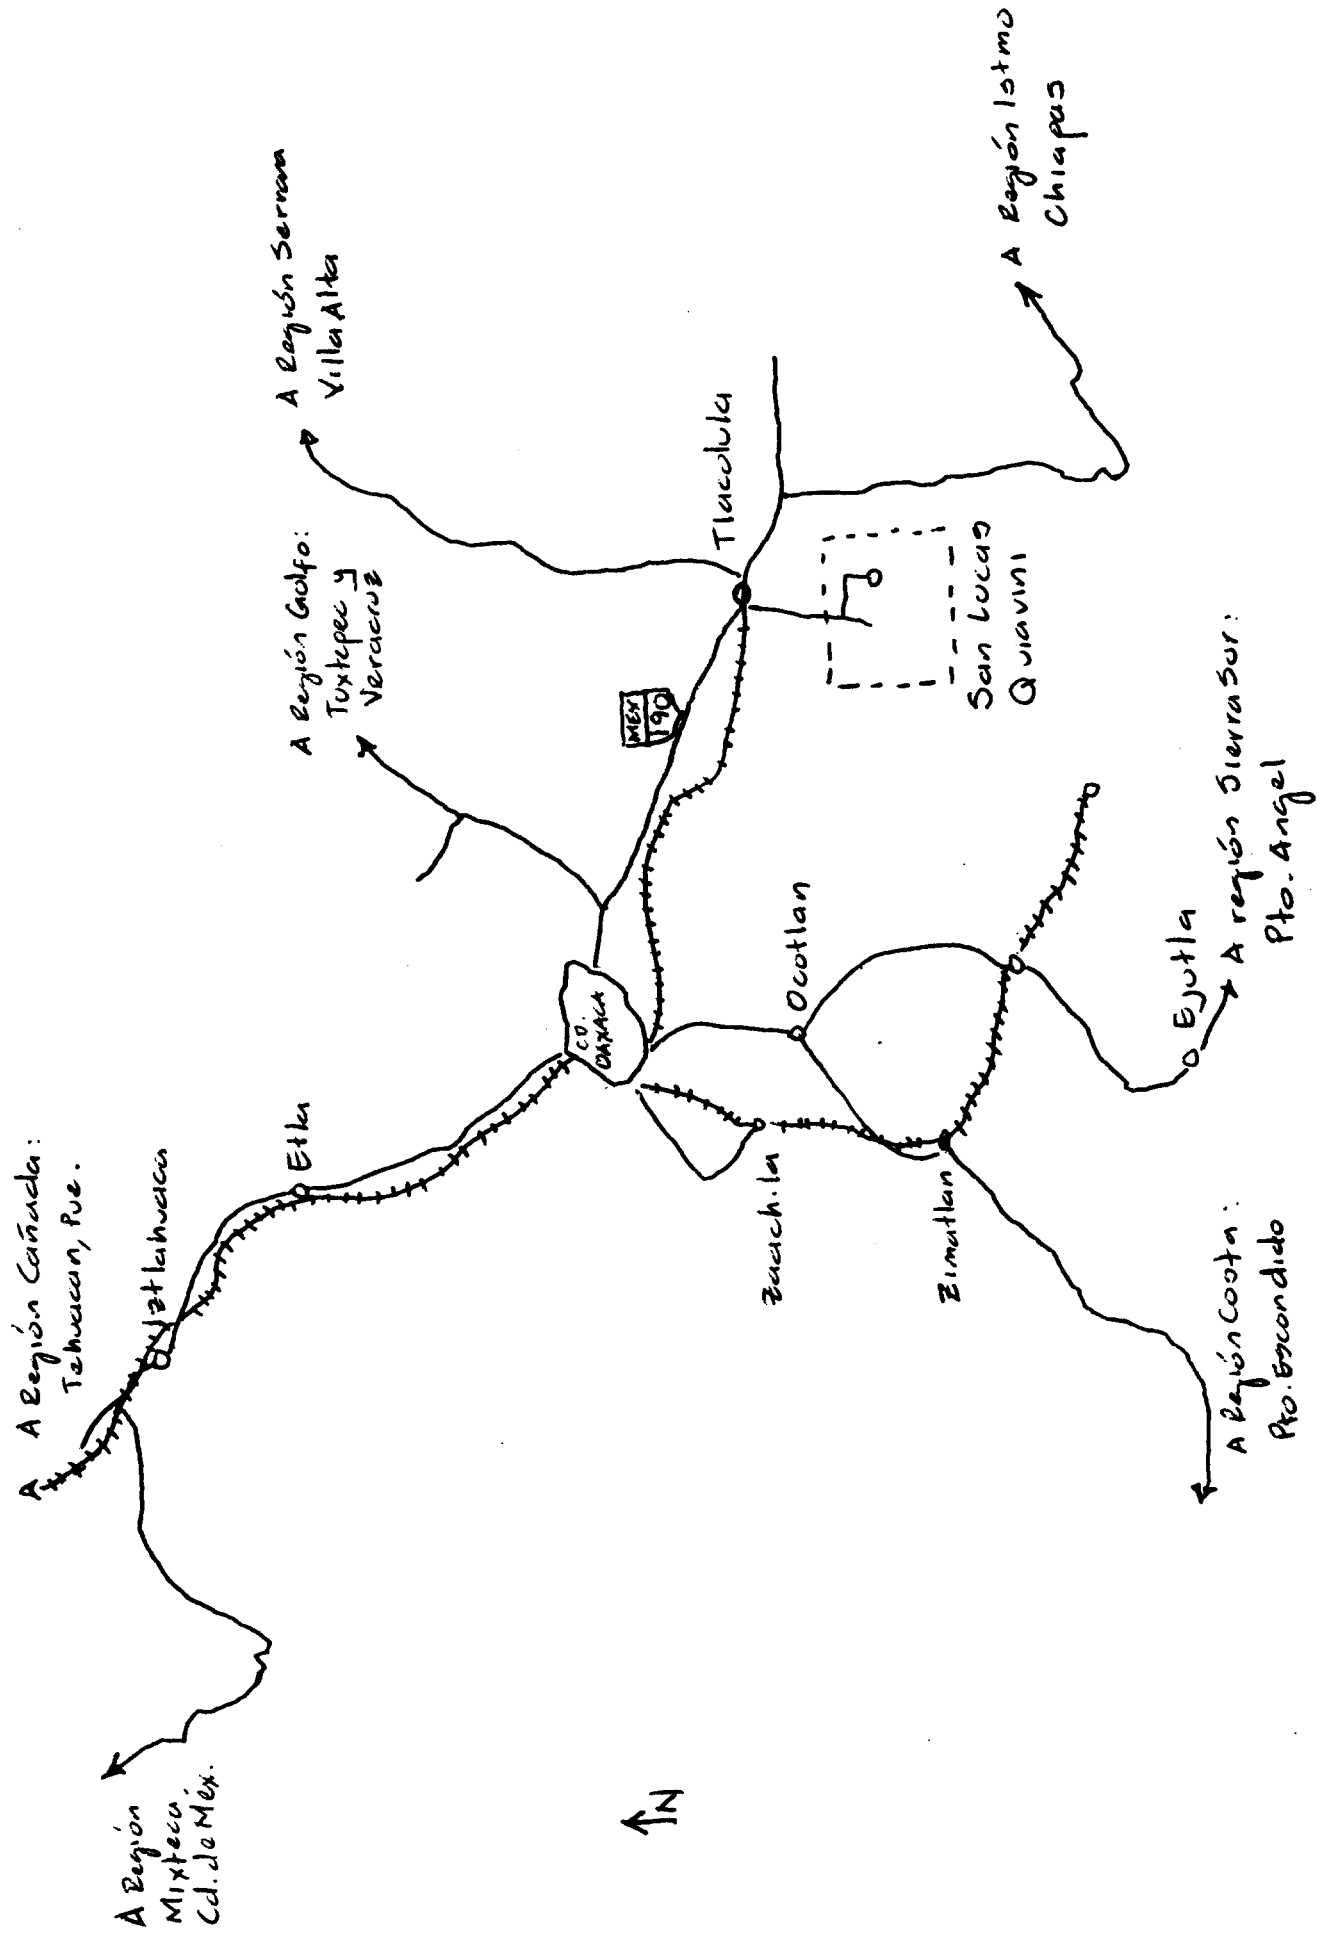 A Región Cañada:
Tehuacan, Pue.
A Región
Mixteca.
Cd. de Méx.
Iztlahuaca
Etla
A Región Golfo:
Tuxtepec y
Veracruz
A Región Serrana
Villa Alta
CD.
OAXACA
MEX
190
Tlacolula
San Lucas
Quiavini
A Región Istmo
Chiapas
Zaachila
Ocotlan
Zimatlan
Ejutla
A región Sierra Sur:
Pto. Angel
A Región Costa:
Pto. Escondido
N